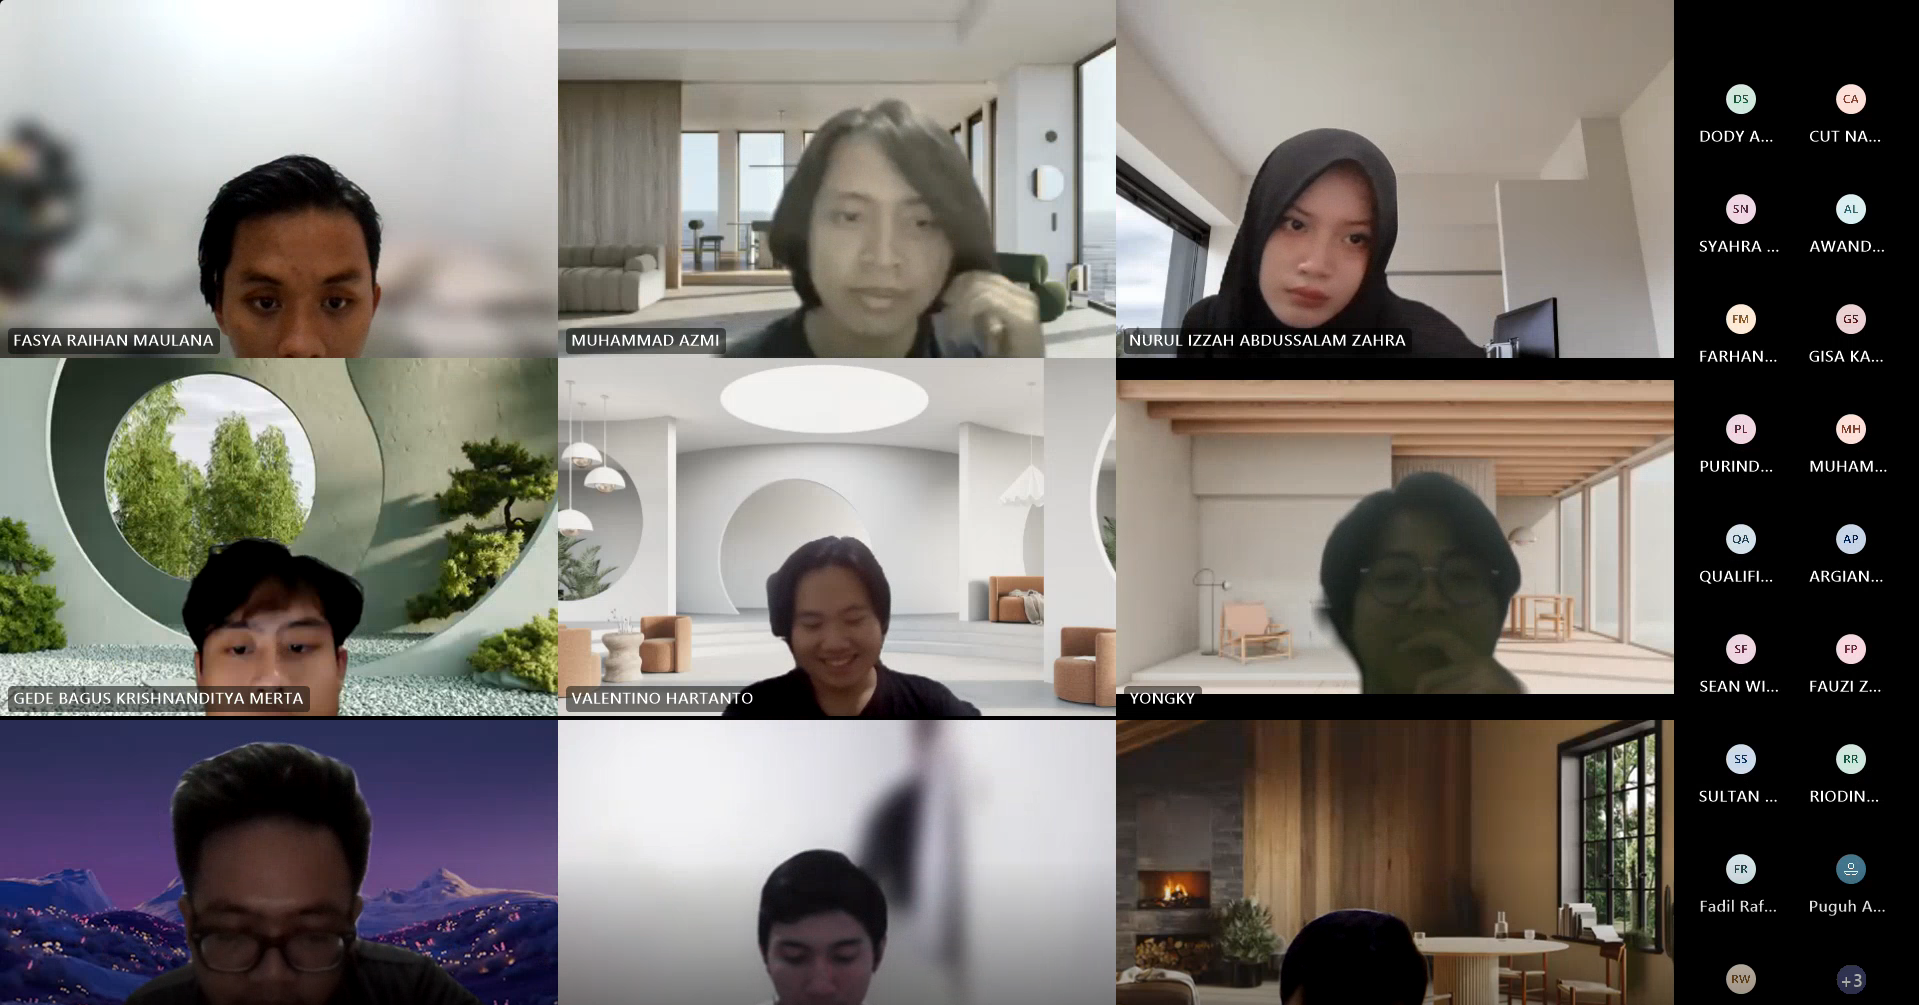 FASYA RAIHAN MAULANA
MUHAMMAD AZMI
NURUL IZZAH ABDUSSALAM ZAHRA
GEDE BAGUS KRISHNANDITYA MERTA
VALENTINO HARTANTO
YONGKY
DS
CA
DODY A...
CUT NA...
SN
AL
SYAHRA ...
AWAND...
FM
GS
FARHAN...
GISA KA...
PL
MH
PURIND...
MUHAM...
QA
AP
QUALIFI...
ARGIAN...
SF
FP
SEAN WI...
FAUZI Z...
SS
RR
SULTAN ...
RIODIN...
FR
Fadil Raf...
Puguh A...
RW
+3